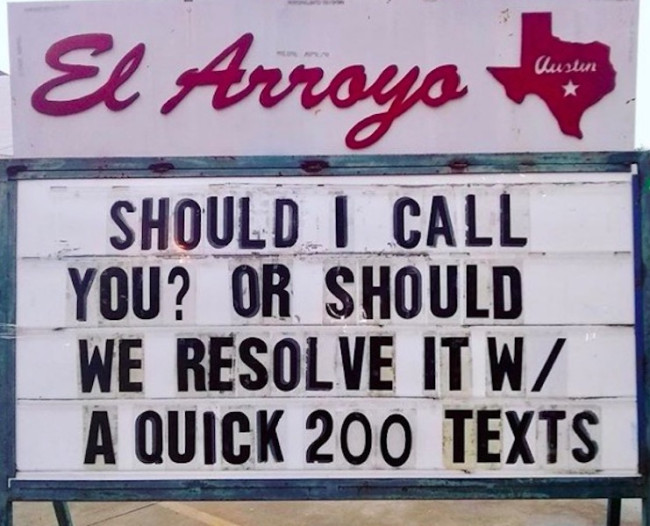 El Arroyo
Austin
SHOULD I CALL
YOU? OR SHOULD
WE RESOLVE IT W/
A QUICK 200 TEXTS